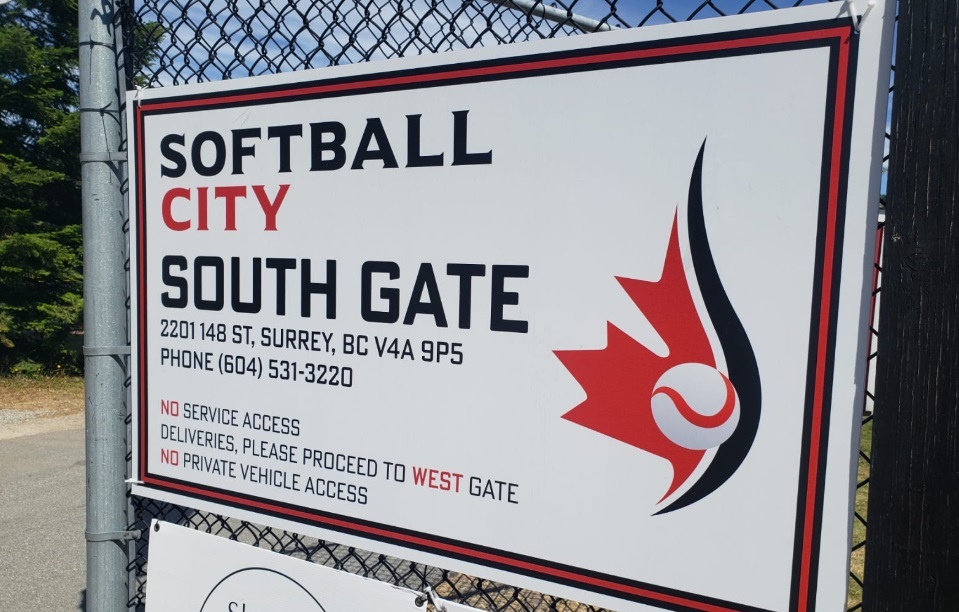 SOFTBALL
CITY
SOUTH GATE
2201 148 ST, SURREY, BC V4A 9P5
PHONE (604) 531-3220
NO SERVICE ACCESS
DELIVERIES, PLEASE PROCEED TO WEST GATE
NO PRIVATE VEHICLE ACCESS